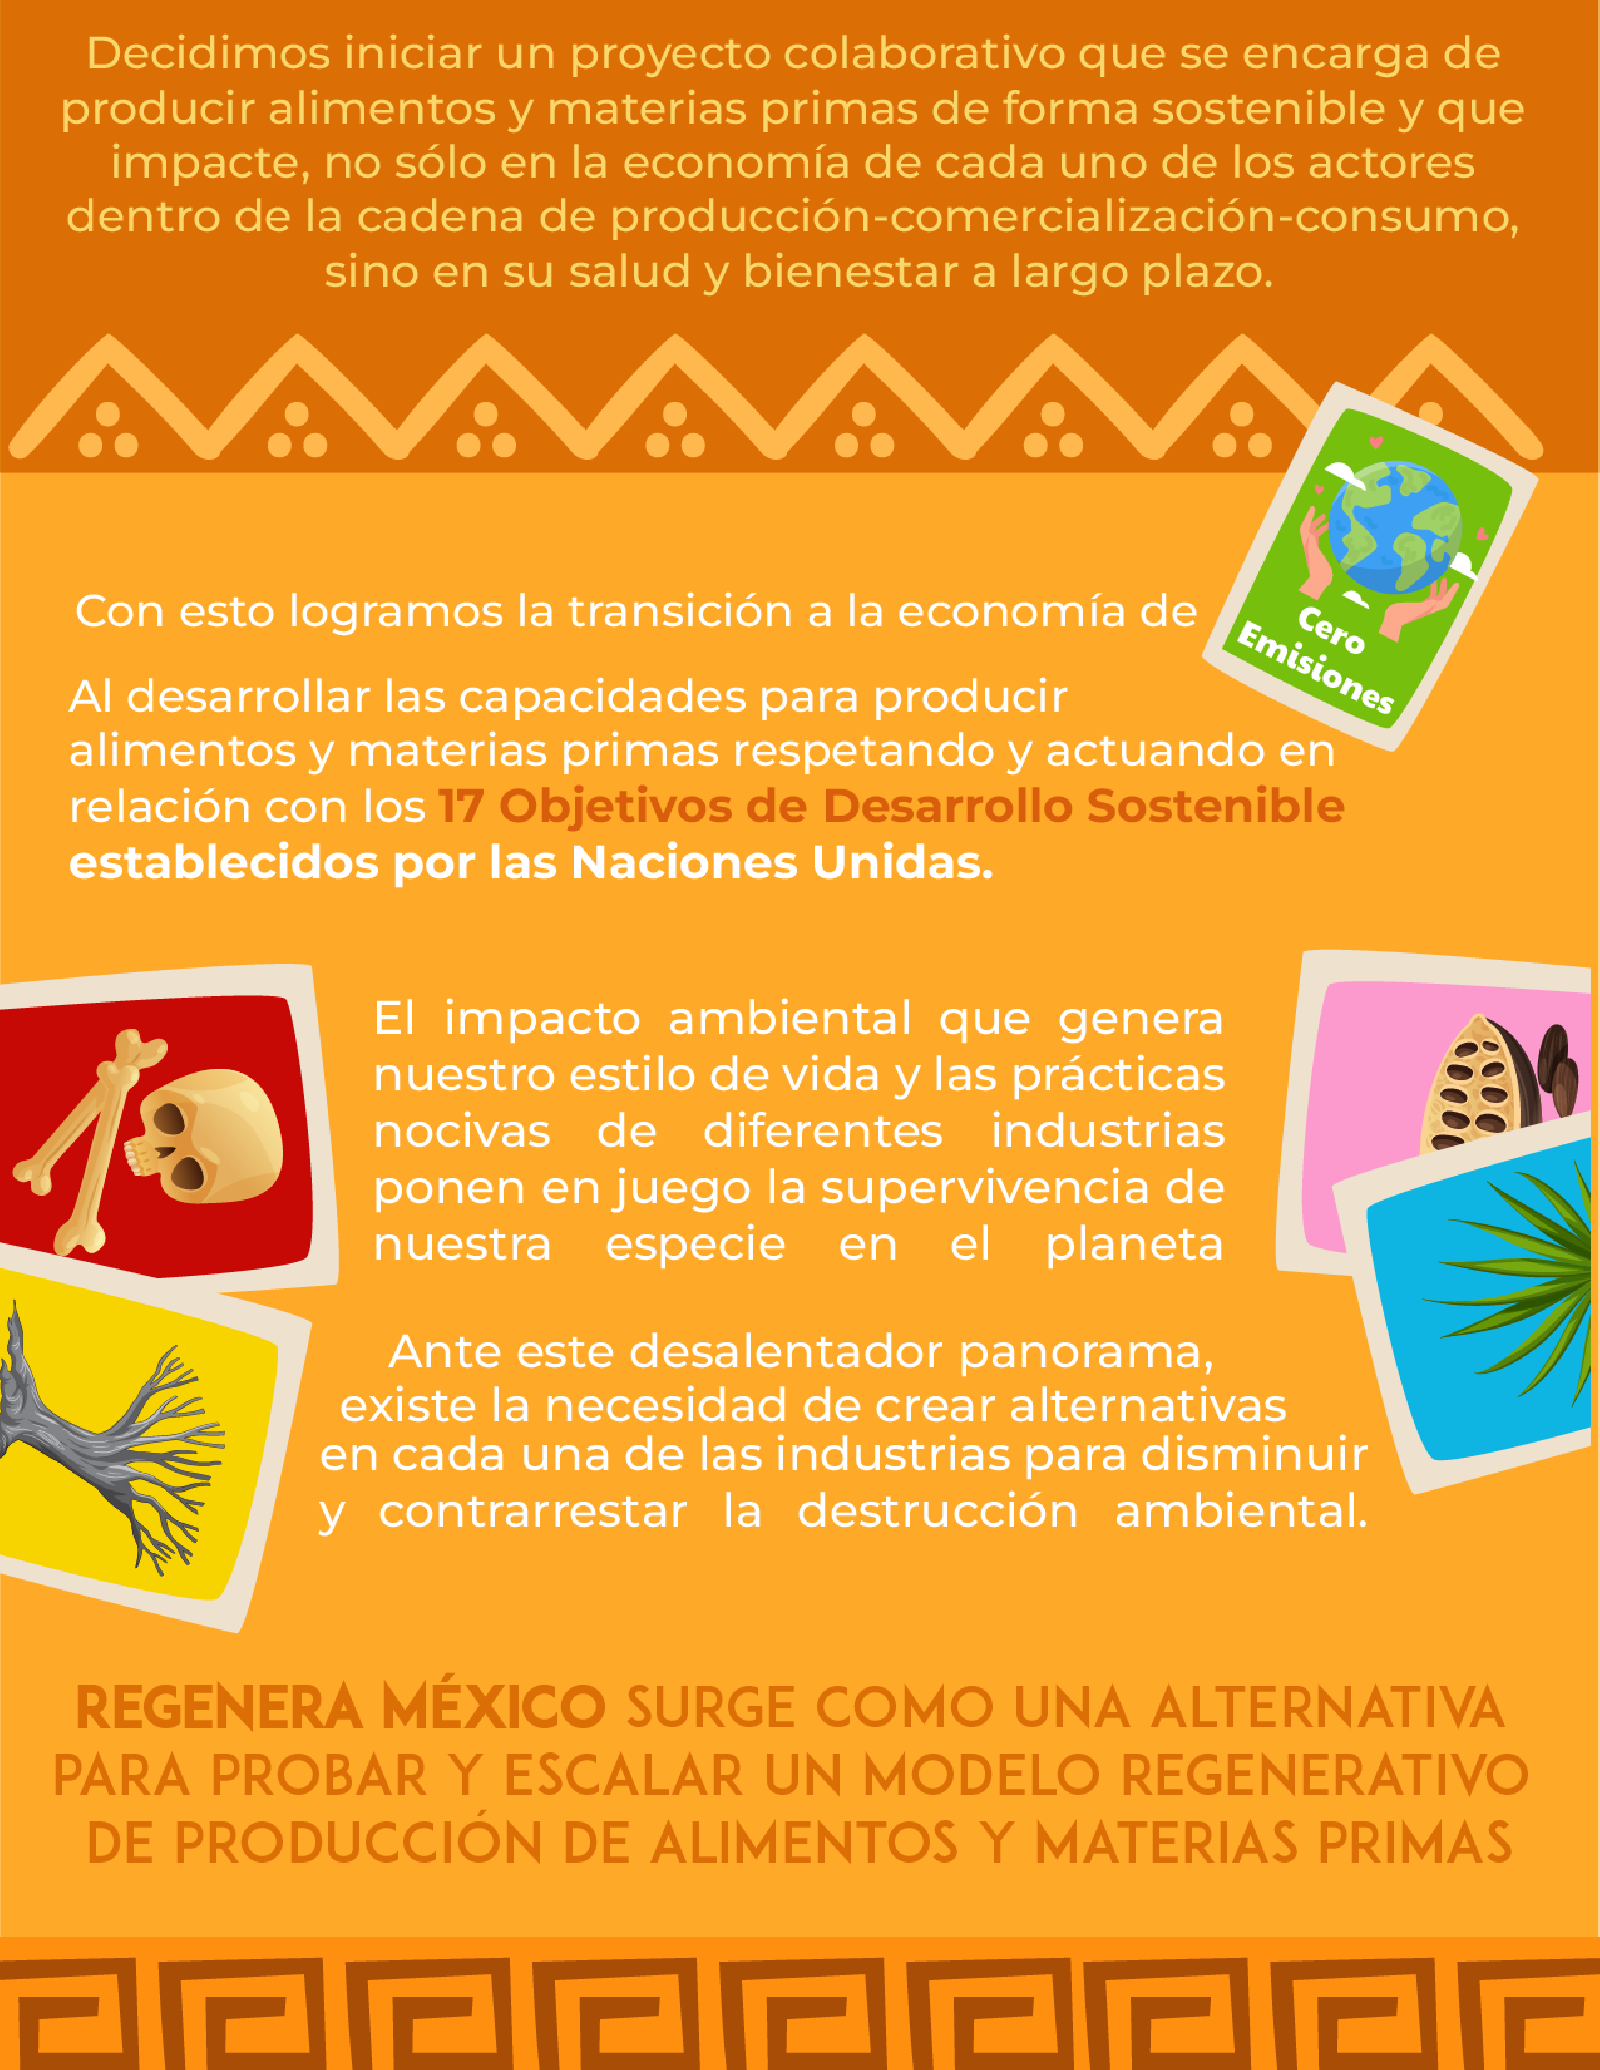 Decidimos iniciar un proyecto colaborativo que se encarga de
producir alimentos y materias primas de forma sostenible y que
impacte, no sólo en la economía de cada uno de los actores
dentro de la cadena de producción-comercialización-consumo,
sino en su salud y bienestar a largo plazo.
Con esto logramos la transición a la economía de
Cero
Emisiones
Al desarrollar las capacidades para producir
alimentos y materias primas respetando y actuando en
relación con los 17 Objetivos de Desarrollo Sostenible
establecidos por las Naciones Unidas.
El impacto ambiental que genera
nuestro estilo de vida y las prácticas
nocivas de diferentes industrias
ponen en juego la supervivencia de
nuestra especie en el planeta
Ante este desalentador panorama,
existe la necesidad de crear alternativas
en cada una de las industrias para disminuir
y contrarrestar la destrucción ambiental.
REGENERA MÉXICO SURGE COMO UNA ALTERNATIVA
PARA PROBAR Y ESCALAR UN MODELO REGENERATIVO
DE PRODUCCIÓN DE ALIMENTOS Y MATERIAS PRIMAS